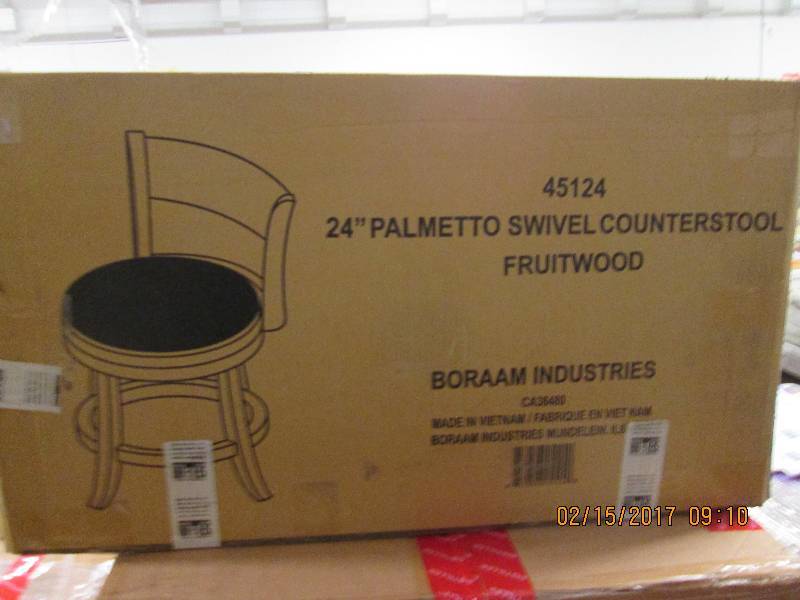 45124
24” PALMETTO SWIVEL COUNTERSTOOL
FRUITWOOD
BORAAM INDUSTRIES
CA36480
MADE IN VIETNAM / FABRIQUE EN VIET NAM
BORAAM INDUSTRIES MUNDELEIN, IL
02/15/2017 09:10